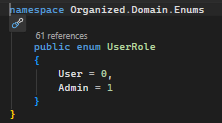 namespace Organized.Domain.Enums
{
61 references
public enum UserRole
{
User = 0,
Admin = 1
}
}